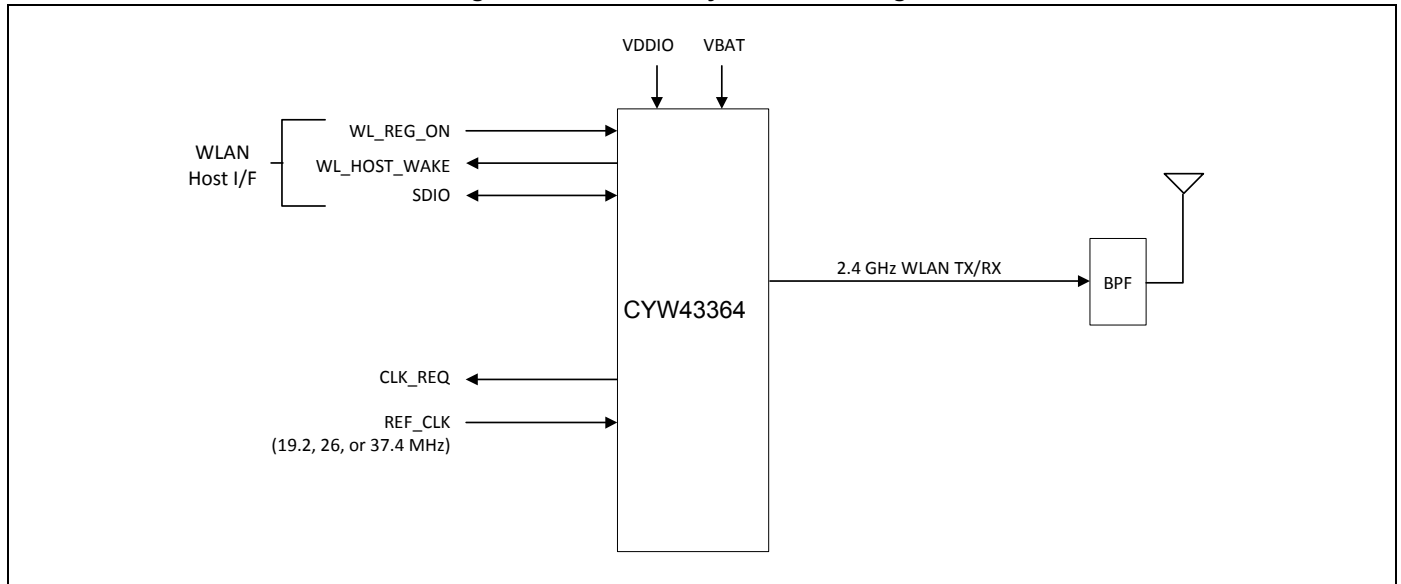 VDDIO VBAT
WLAN
Host I/F
WL_REG_ON
WL_HOST_WAKE
SDIO
2.4 GHz WLAN TX/RX
BPF
CYW43364
CLK_REQ
REF_CLK
(19.2, 26, or 37.4 MHz)